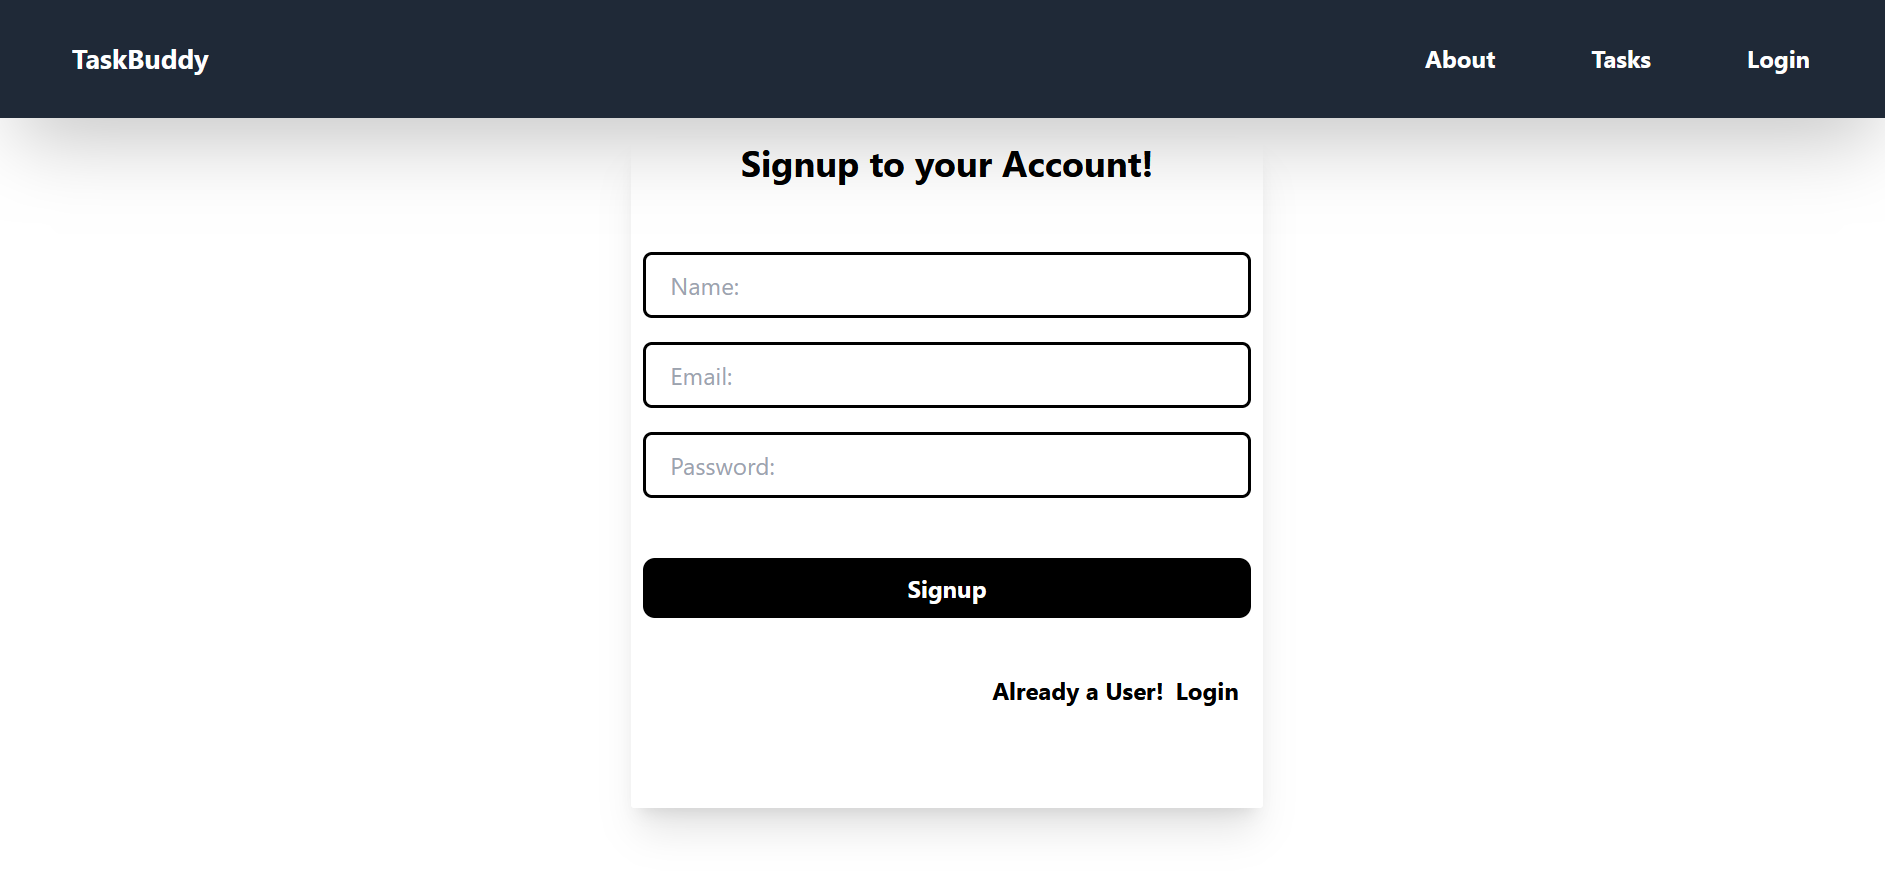 TaskBuddy About Tasks Login
Signup to your Account!
Name:
Email:
Password:
Signup
Already a User! Login